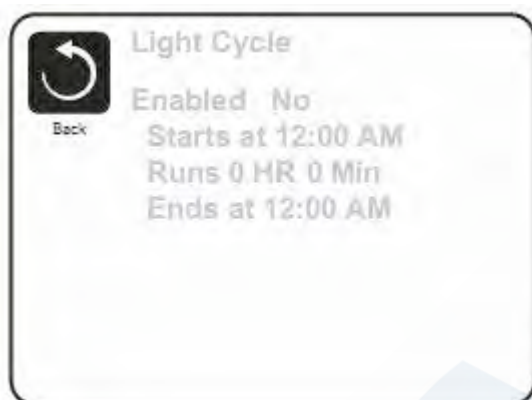 Light Cycle
Back
Enabled No
Starts at 12:00 AM
Runs 0 HR 0 Min
Ends at 12:00 AM